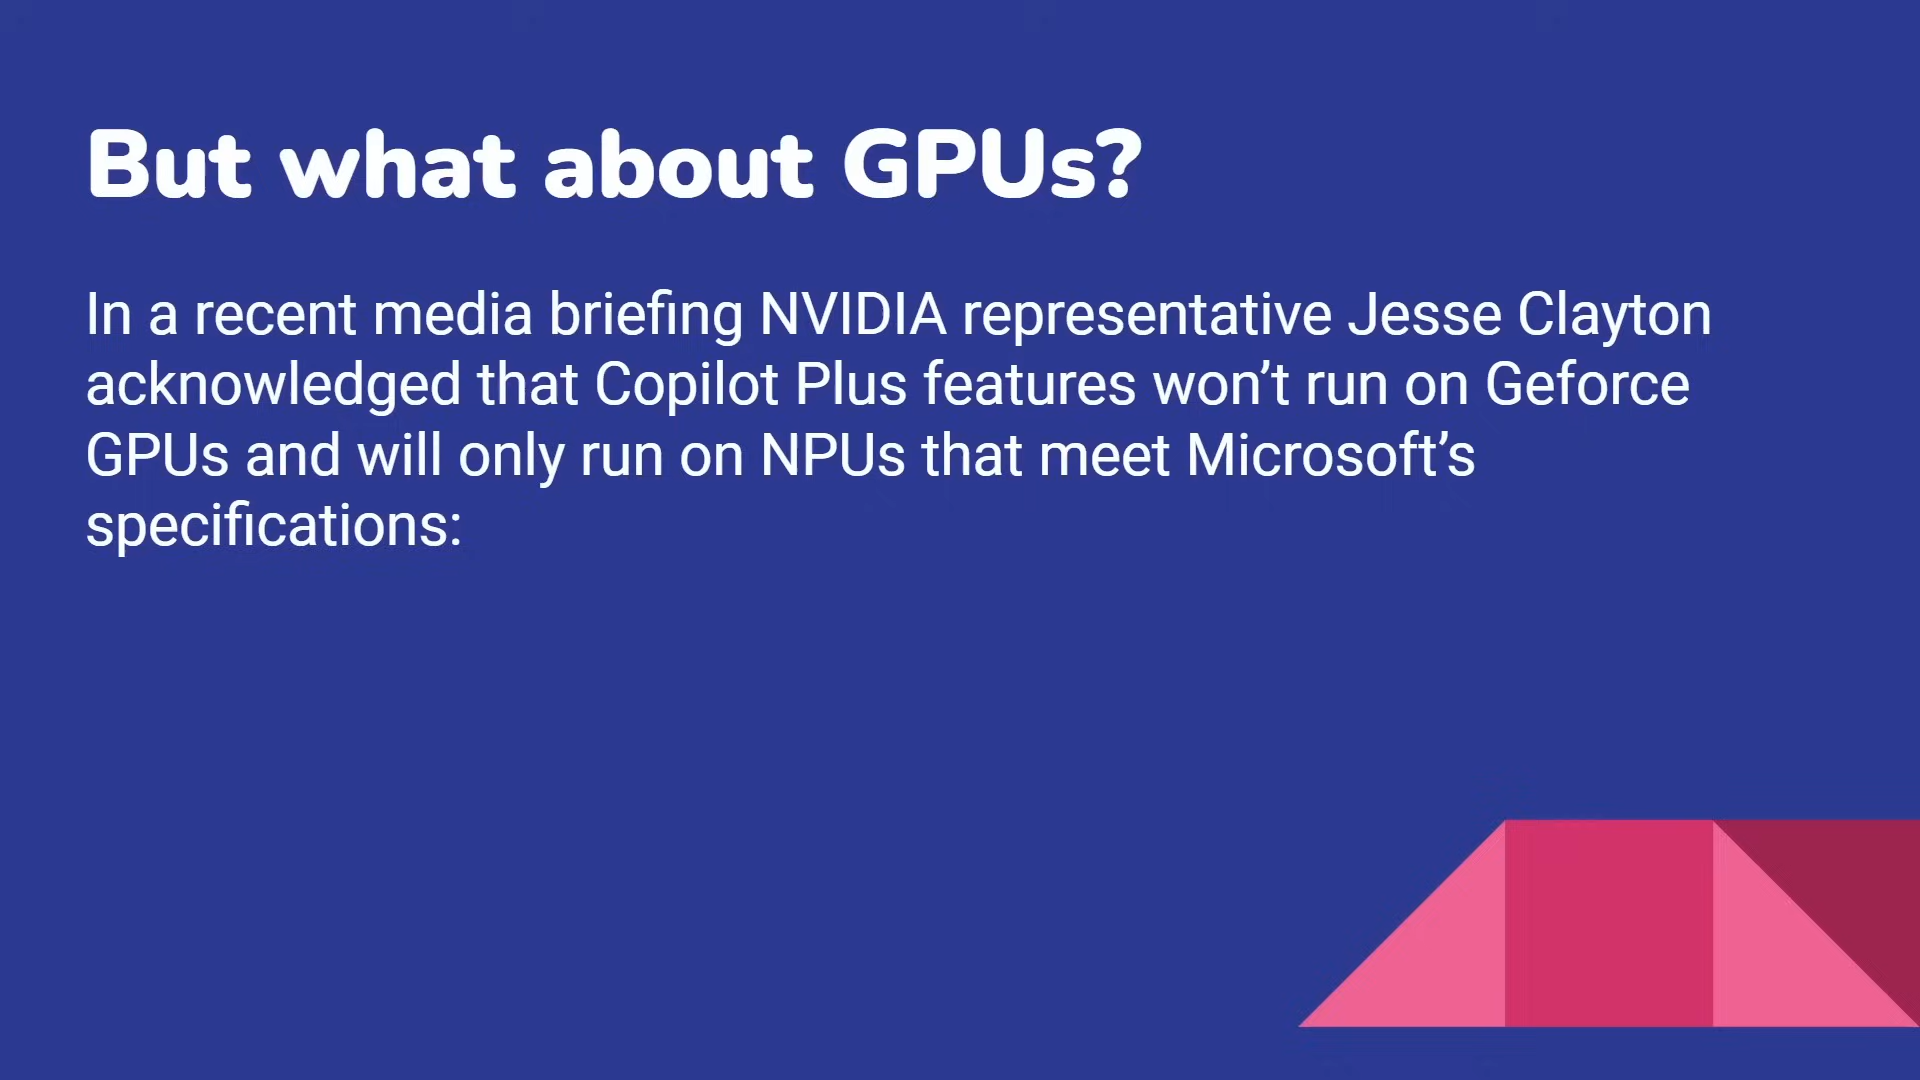 But what about GPUs?
In a recent media briefing NVIDIA representative Jesse Clayton
acknowledged that Copilot Plus features won’t run on Geforce
GPUs and will only run on NPUs that meet Microsoft’s
specifications: